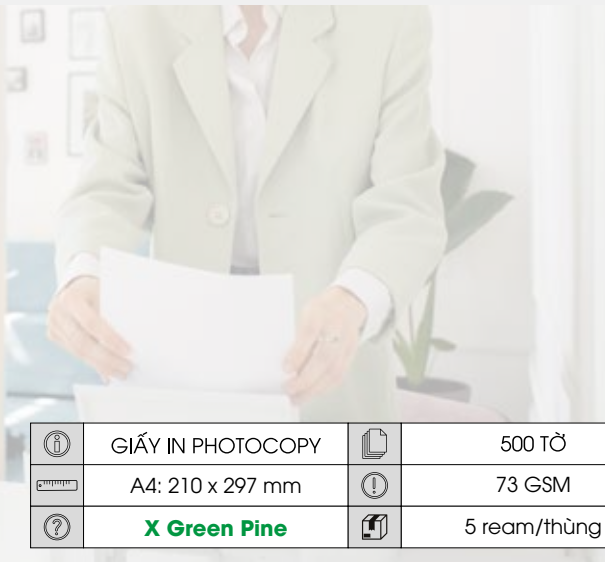 GIẤY IN PHOTOCOPY
500 TỜ
A4: 210 x 297 mm
73 GSM
X Green Pine
5 ream/thùng